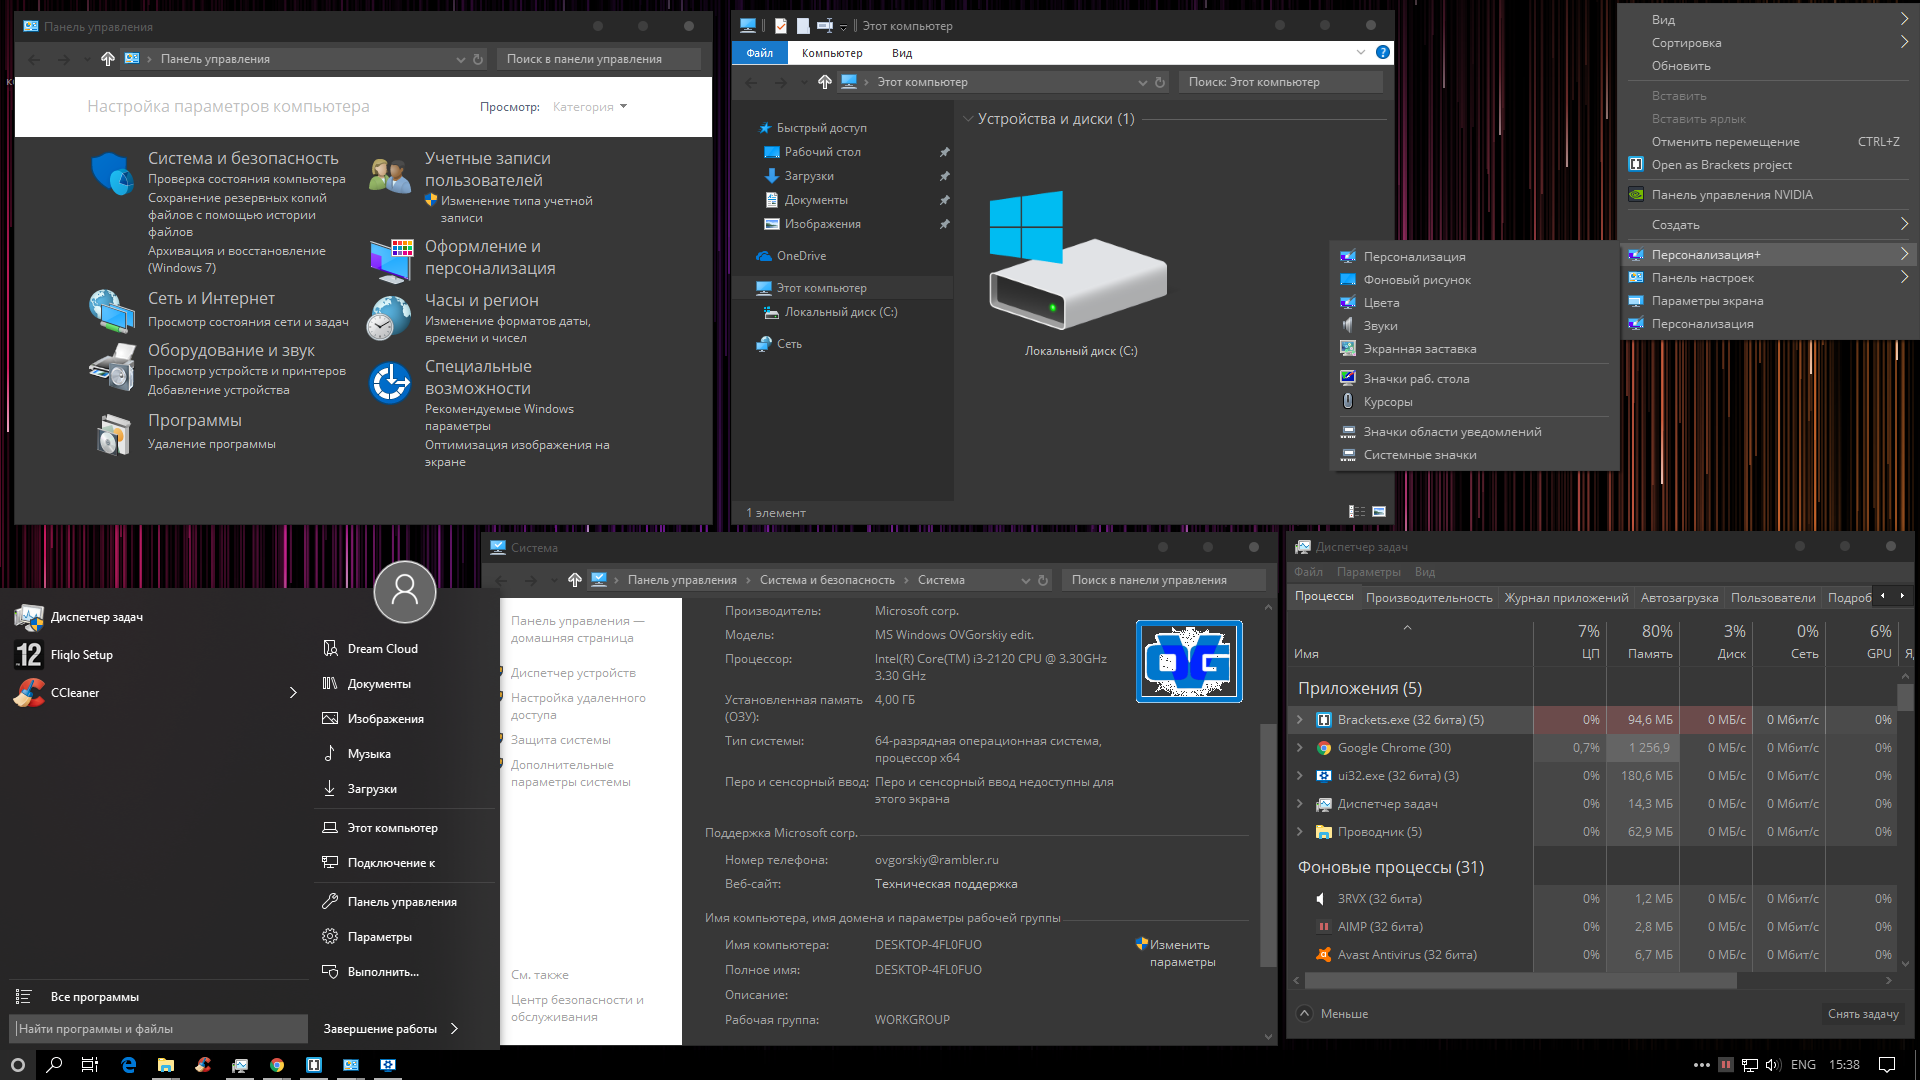 Панель управления
Панель управления
Поиск в панели управления
Настройка параметров компьютера
Просмотр:
Категория
Система и безопасность
Проверка состояния компьютера
Сохранение резервных копий
файлов с помощью истории
файлов
Архивация и восстановление
(Windows 7)
Сеть и Интернет
Просмотр состояния сети и задач
Оборудование и звук
Просмотр устройств и принтеров
Добавление устройства
Программы
Удаление программы
Учетные записи
пользователей
Изменение типа учетной
записи
Оформление и
персонализация
Часы и регион
Изменение форматов даты,
времени и чисел
Специальные
возможности
Рекомендуемые Windows
параметры
Оптимизация изображения на
экране
Этот компьютер
Файл
Компьютер
Вид
Этот компьютер
Поиск: Этот компьютер
Быстрый доступ
Рабочий стол
Загрузки
Документы
Изображения
OneDrive
Этот компьютер
Локальный диск (C:)
Сеть
Устройства и диски (1)
Локальный диск (C:)
1 элемент
Вид
Сортировка
Обновить
Вставить
Вставить ярлык
Отменить перемещение CTRL+Z
Open as Brackets project
Панель управления NVIDIA
Создать
Персонализация+
Панель настроек
Параметры экрана
Персонализация
Персонализация
Фоновый рисунок
Цвета
Звуки
Экранная заставка
Значки раб. стола
Курсоры
Значки области уведомлений
Системные значки
Диспетчер задач
Fliqlo Setup
12
CCleaner
Все программы
Найти программы и файлы
Dream Cloud
Документы
Изображения
Музыка
Загрузки
Этот компьютер
Подключение к
Панель управления
Параметры
Выполнить...
Завершение работы
Система
Панель управления
Система и безопасность
Система
Поиск в панели управления
Панель управления —
домашняя страница
Диспетчер устройств
Настройка удаленного
доступа
Защита системы
Дополнительные
параметры системы
См. также
Центр безопасности и
обслуживания
Производитель: Microsoft corp.
Модель: MS Windows OVGorskiy edit.
Процессор: Intel(R) Core(TM) i3-2120 CPU @ 3.30GHz
3.30 GHz
Установленная память
(ОЗУ): 4,00 ГБ
Тип системы: 64-разрядная операционная система,
процессор x64
Перо и сенсорный ввод: Перо и сенсорный ввод недоступны для
этого экрана
OG
Поддержка Microsoft corp.
Номер телефона: ovgorskiy@rambler.ru
Веб-сайт: Техническая поддержка
Имя компьютера, имя домена и параметры рабочей группы
Имя компьютера: DESKTOP-4FL0FUO
Изменить
параметры
Полное имя: DESKTOP-4FL0FUO
Описание:
Рабочая группа: WORKGROUP
Диспетчер задач
Файл Параметры Вид
Процессы Производительность Журнал приложений Автозагрузка Пользователи Подроб
7% 80% 3% 0% 6%
Имя ЦП Память Диск Сеть GPU Я,
Приложения (5)
Brackets.exe (32 бита) (5) 0% 94,6 МБ 0 МБ/с 0 Мбит/с 0%
Google Chrome (30) 0,7% 1 256,9 0 МБ/с 0 Мбит/с 0%
ui32.exe (32 бита) (3) 0% 180,6 МБ 0 МБ/с 0 Мбит/с 0%
Диспетчер задач 0% 14,3 МБ 0 МБ/с 0 Мбит/с 0%
Проводник (5) 0% 62,9 МБ 0 МБ/с 0 Мбит/с 0%
Фоновые процессы (31)
3RVX (32 бита) 0% 1,2 МБ 0 МБ/с 0 Мбит/с 0%
AIMP (32 бита) 0% 2,8 МБ 0 МБ/с 0 Мбит/с 0%
Avast Antivirus (32 бита) 0% 6,7 МБ 0 МБ/с 0 Мбит/с 0%
Меньше
Снять задачу
ENG 15:38